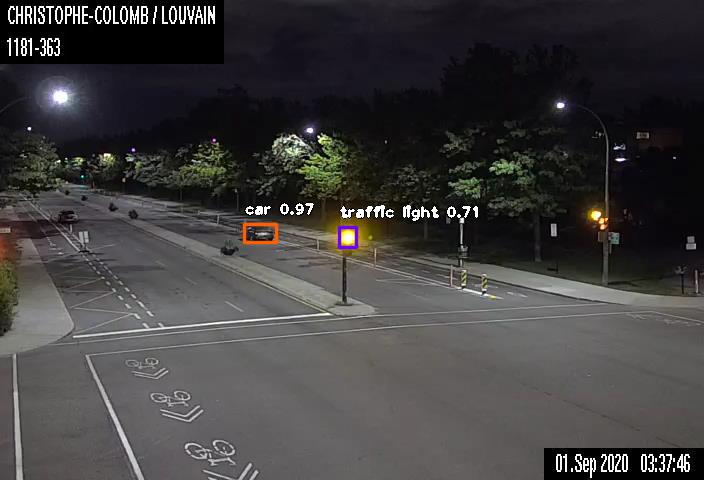 CHRISTOPHE-COLOMB / LOUVAIN
1181-363
car 0.97
traffic light 0.71
01.Sep 2020 03:37:46